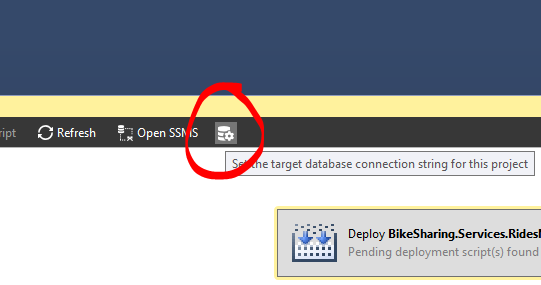 ript Refresh Open SSMS
Set the target database connection string for this project
Deploy BikeSharing.Services.Rides
Pending deployment script(s) found